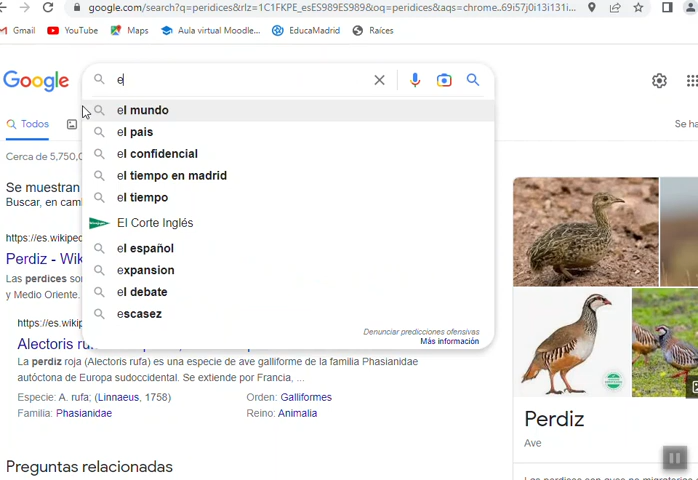 google.com/search?q=peridices&rlz=1C1FKPE_esES989ES989&oq=peridices&aqs=chrome..69i57j0i13i131i...
Gmail YouTube Maps Aula virtual Moodle... EducaMadrid Raíces
Google
e
Todos
Se ha
el mundo
el pais
el confidencial
el tiempo en madrid
el tiempo
El Corte Inglés
el español
expansion
el debate
escasez
Denunciar predicciones ofensivas
Más información
Cerca de 5,750,0
Se muestran
Buscar, en cam
https://es.wikiped
Perdiz - Wik
Las perdices so
y Medio Oriente.
https://es.wikip
Alectoris ru
La perdiz roja (Alectoris rufa) es una especie de ave galliforme de la familia Phasianidae
autóctona de Europa sudoccidental. Se extiende por Francia, ...
Especie: A. rufa; (Linnaeus, 1758) Orden: Galliformes
Familia: Phasianidae Reino: Animalia
Preguntas relacionadas
Perdiz
Ave